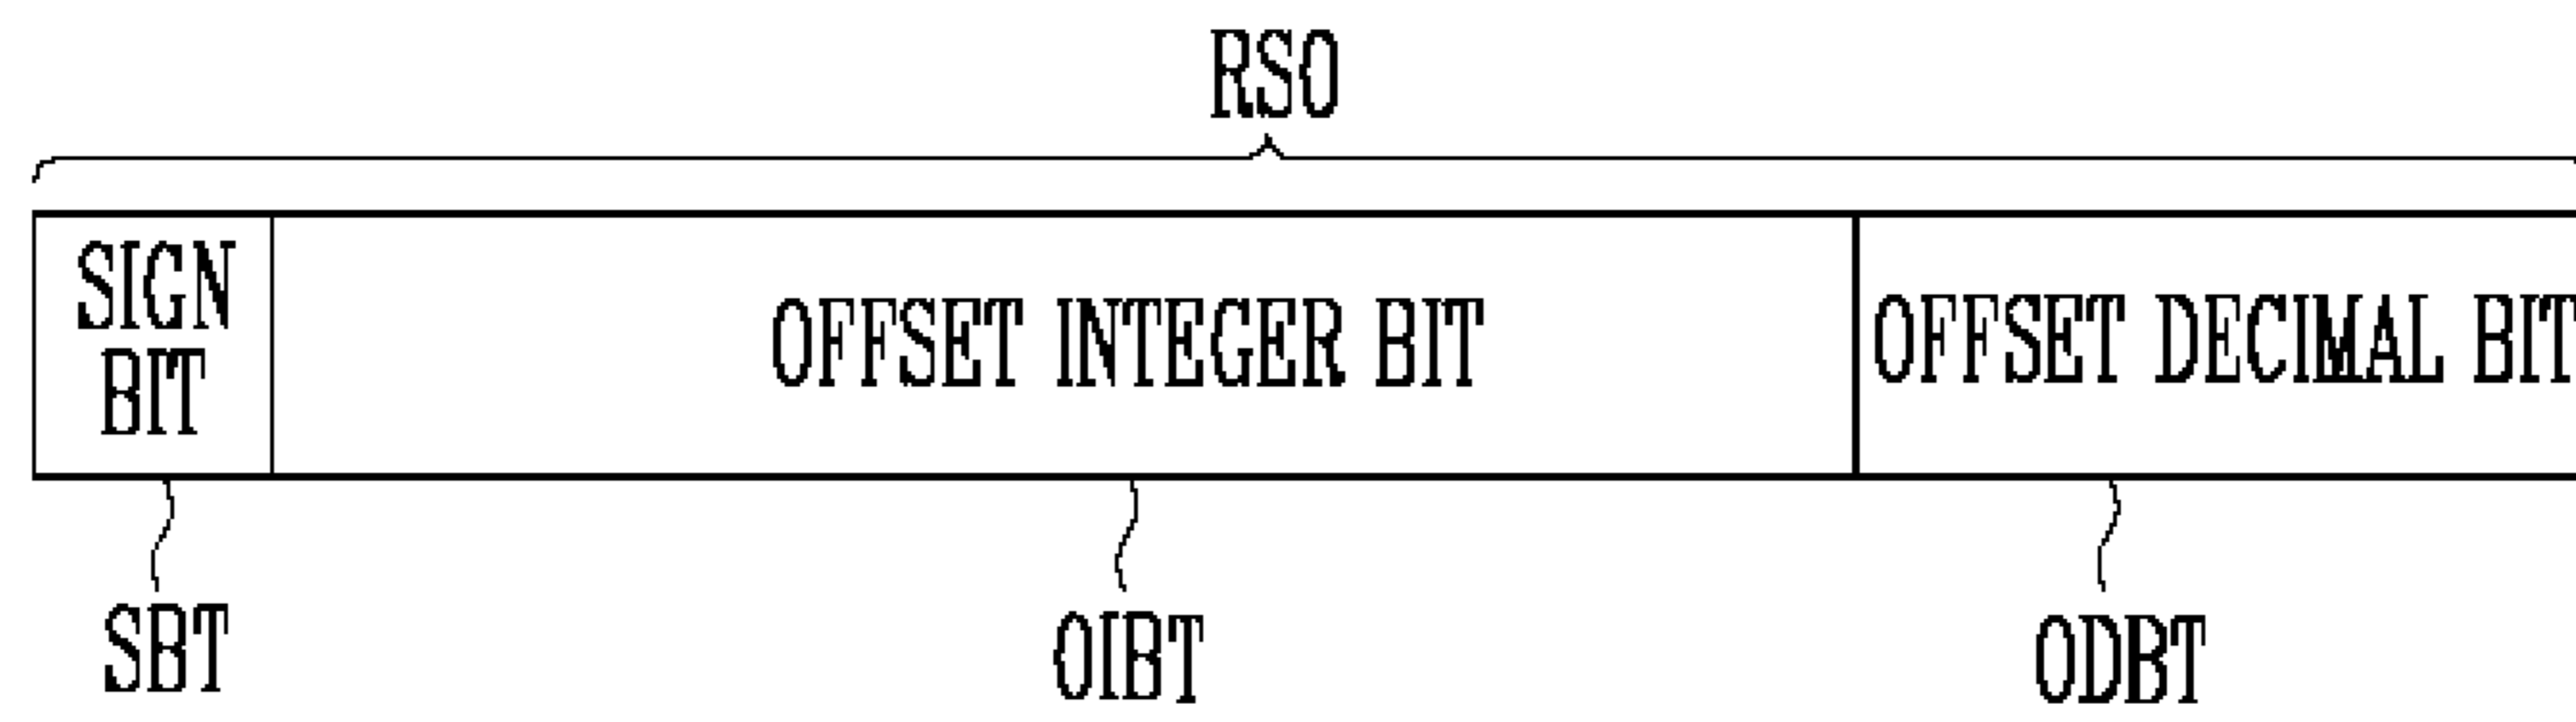 RSO
SIGN
BIT
OFFSET INTEGER BIT
OFFSET DECIMAL BIT
SBT
OIBT
ODBT